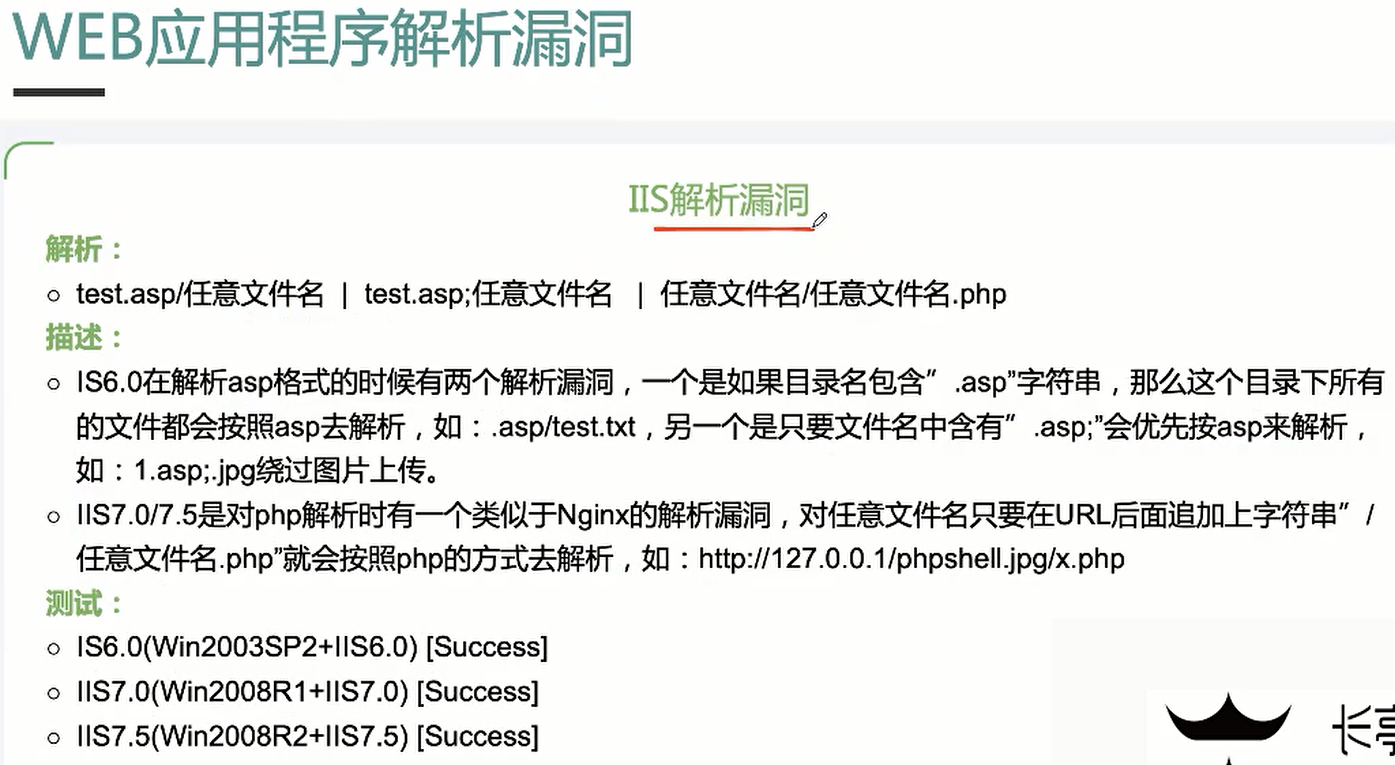 WEB应用程序解析漏洞
IIS解析漏洞
解析：
test.asp/任意文件名 | test.asp;任意文件名 | 任意文件名/任意文件名.php
描述：
IS6.0在解析asp格式的时候有两个解析漏洞，一个是如果目录名包含”.asp”字符串，那么这个目录下所有
的文件都会按照asp去解析，如：.asp/test.txt，另一个是只要文件名中含有”.asp;”会优先按asp来解析，
如：1.asp;.jpg绕过图片上传。
IIS7.0/7.5是对php解析时有一个类似于Nginx的解析漏洞，对任意文件名只要在URL后面追加上字符串”/
任意文件名.php”就会按照php的方式去解析，如：http://127.0.0.1/phpshell.jpg/x.php
测试：
IS6.0(Win2003SP2+IIS6.0) [Success]
IIS7.0(Win2008R1+IIS7.0) [Success]
IIS7.5(Win2008R2+IIS7.5) [Success]
长亭